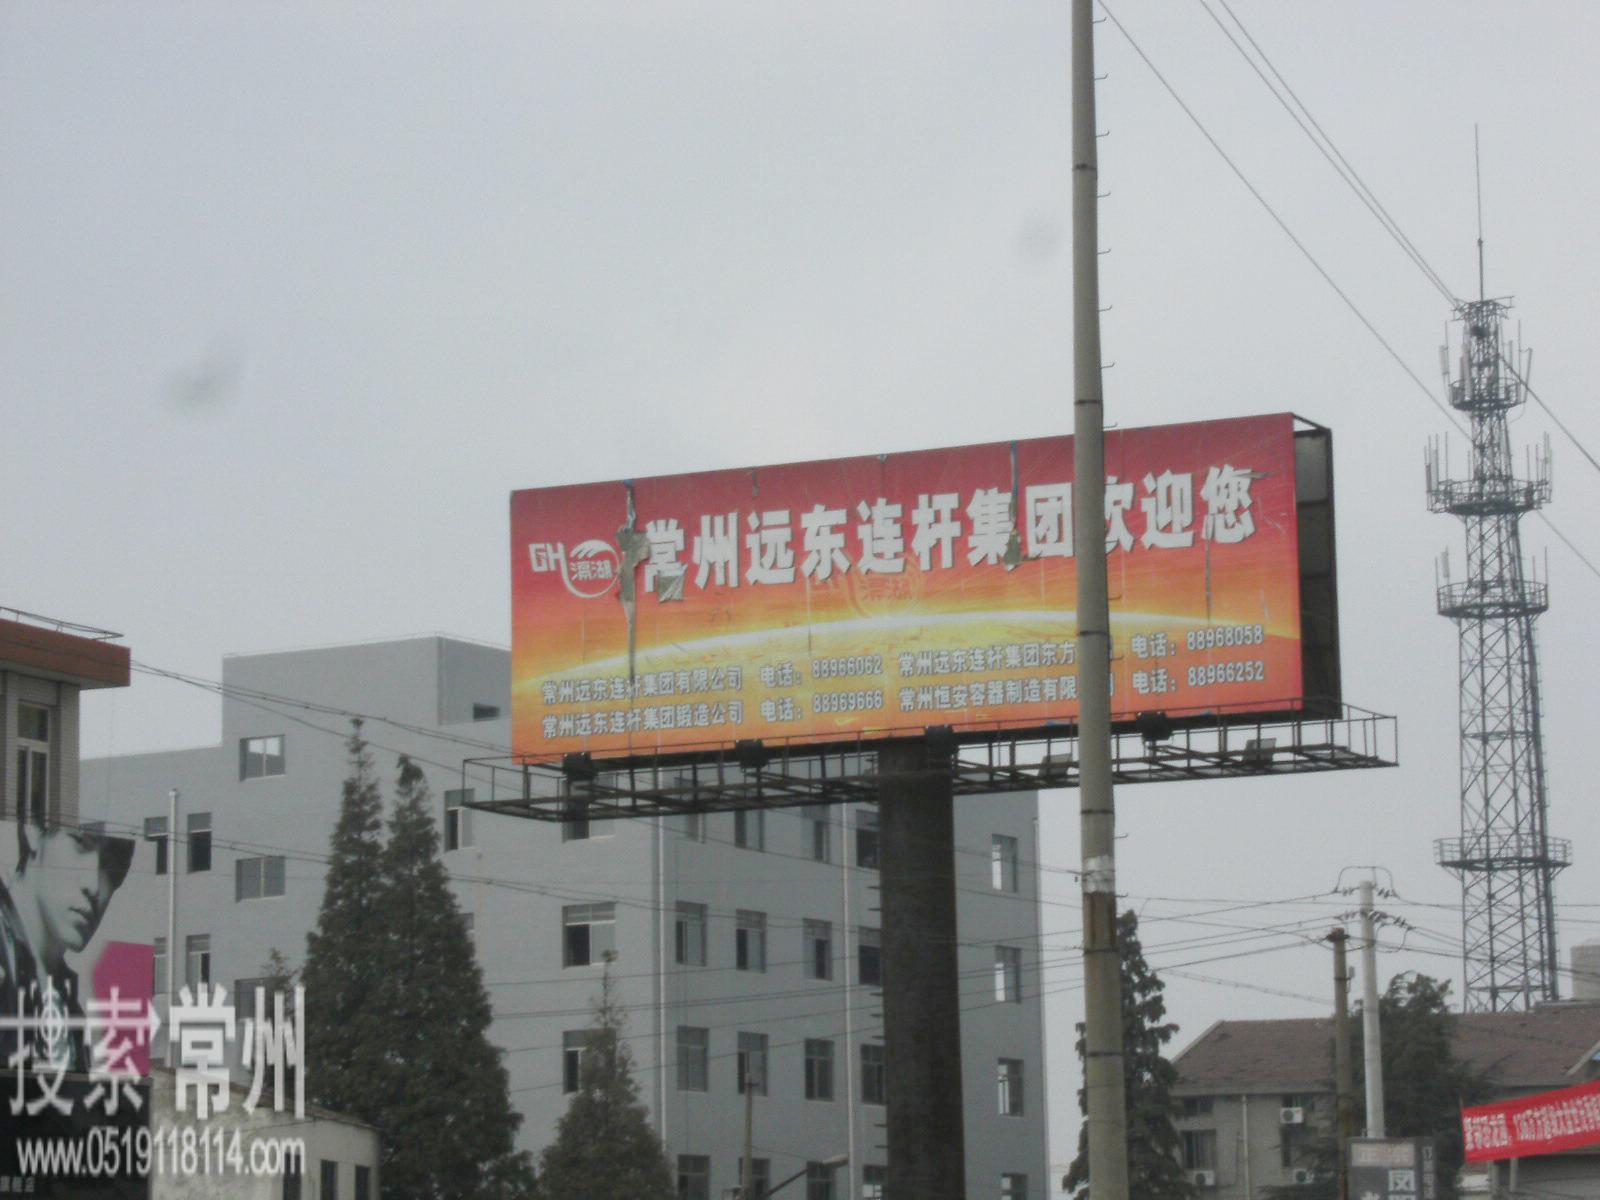 GH 滆湖 常州远东连杆集团欢迎您
滆湖
常州远东连杆集团有限公司 电话：88966062 常州远东连杆集团东方 电话：88968058
常州远东连杆集团锻造公司 电话：88969666 常州恒安容器制造有限 司 电话：88966252
搜索常州
www.0519118114.com